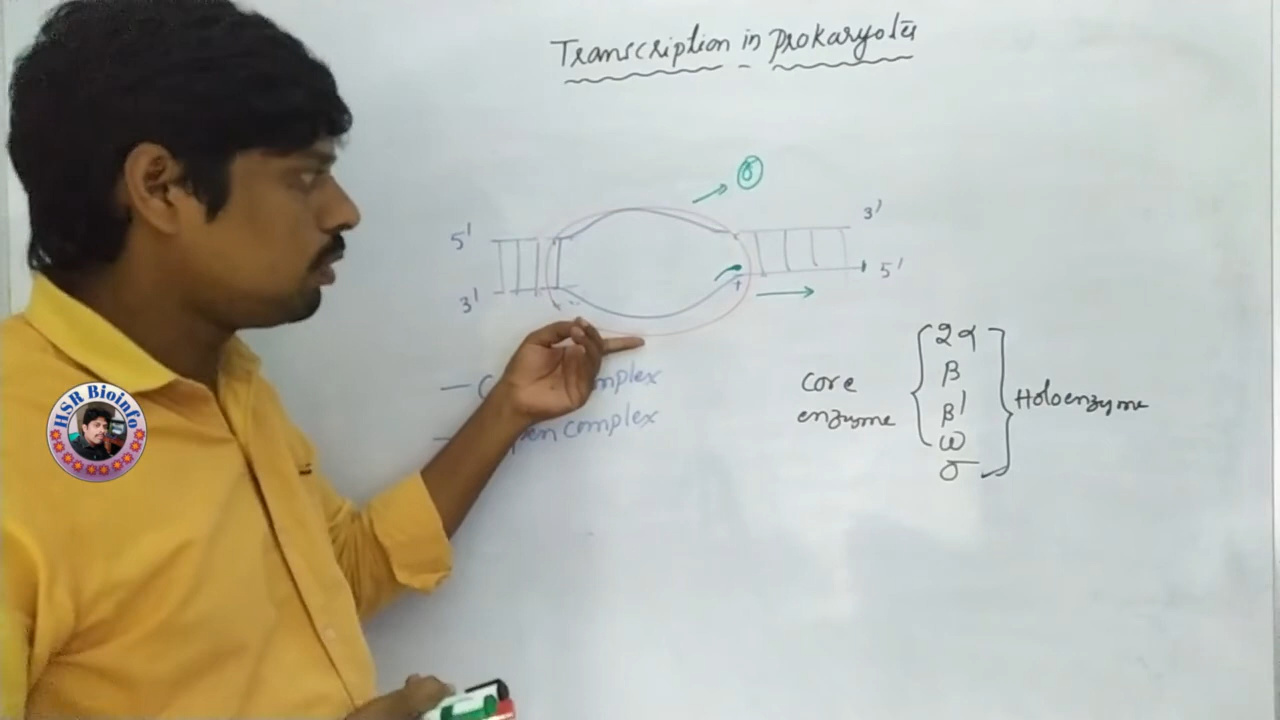 Transcription in prokaryotes
σ
5' 3'
3' 5'
mplex
pen complex
core
enzyme
2α
β
β'
ω
σ
Holoenzyme
HSR Bioinfo